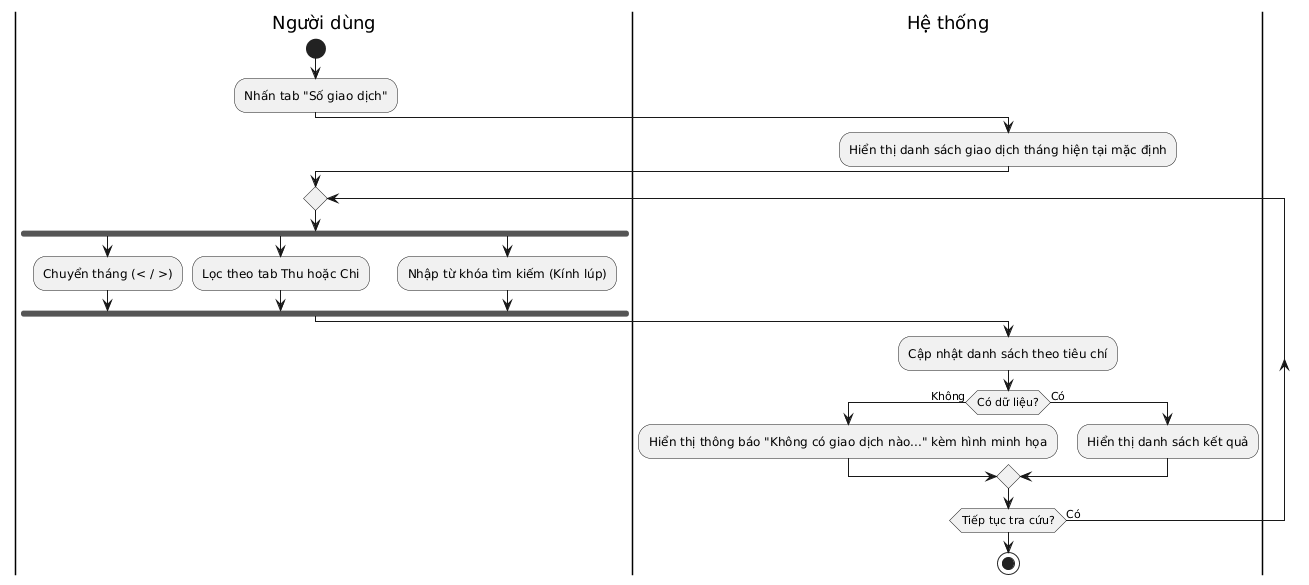 Người dùng
Hệ thống
Nhấn tab "Sổ giao dịch"
Hiển thị danh sách giao dịch tháng hiện tại mặc định
Chuyển tháng (< / >)
Lọc theo tab Thu hoặc Chi
Nhập từ khóa tìm kiếm (Kính lúp)
Cập nhật danh sách theo tiêu chí
Không
Có dữ liệu?
Có
Hiển thị thông báo "Không có giao dịch nào..." kèm hình minh họa
Hiển thị danh sách kết quả
Tiếp tục tra cứu?
Có